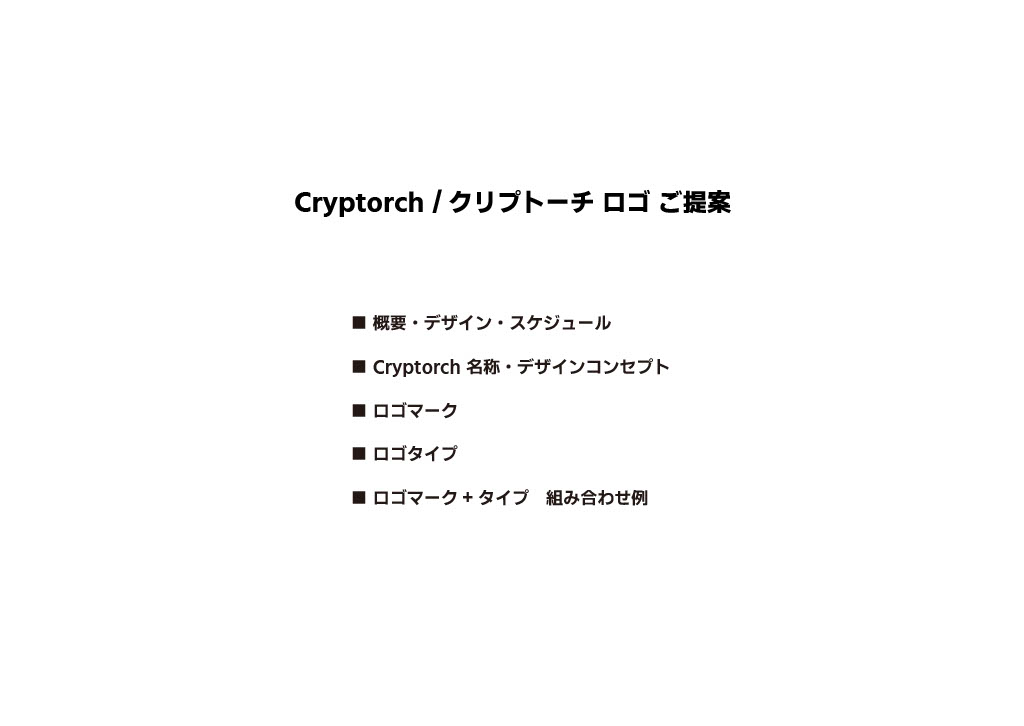 Cryptorch / クリプトーチ ロゴ ご提案
■ 概要・デザイン・スケジュール
■ Cryptorch 名称・デザインコンセプト
■ ロゴマーク
■ ロゴタイプ
■ ロゴマーク + タイプ　組み合わせ例